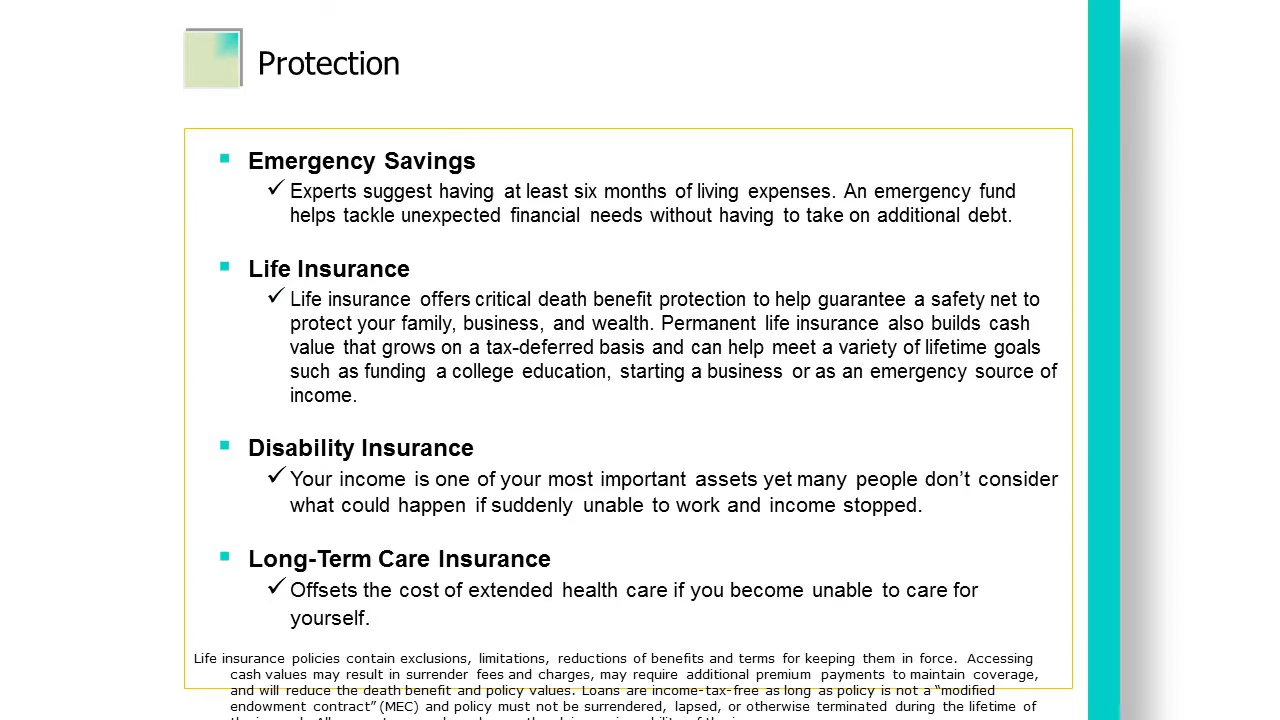 Protection
Emergency Savings
Experts suggest having at least six months of living expenses. An emergency fund
helps tackle unexpected financial needs without having to take on additional debt.
Life Insurance
Life insurance offers critical death benefit protection to help guarantee a safety net to
protect your family, business, and wealth. Permanent life insurance also builds cash
value that grows on a tax-deferred basis and can help meet a variety of lifetime goals
such as funding a college education, starting a business or as an emergency source of
income.
Disability Insurance
Your income is one of your most important assets yet many people don’t consider
what could happen if suddenly unable to work and income stopped.
Long-Term Care Insurance
Offsets the cost of extended health care if you become unable to care for
yourself.
Life insurance policies contain exclusions, limitations, reductions of benefits and terms for keeping them in force. Accessing
cash values may result in surrender fees and charges, may require additional premium payments to maintain coverage,
and will reduce the death benefit and policy values. Loans are income-tax-free as long as policy is not a “modified
endowment contract” (MEC) and policy must not be surrendered, lapsed, or otherwise terminated during the lifetime of